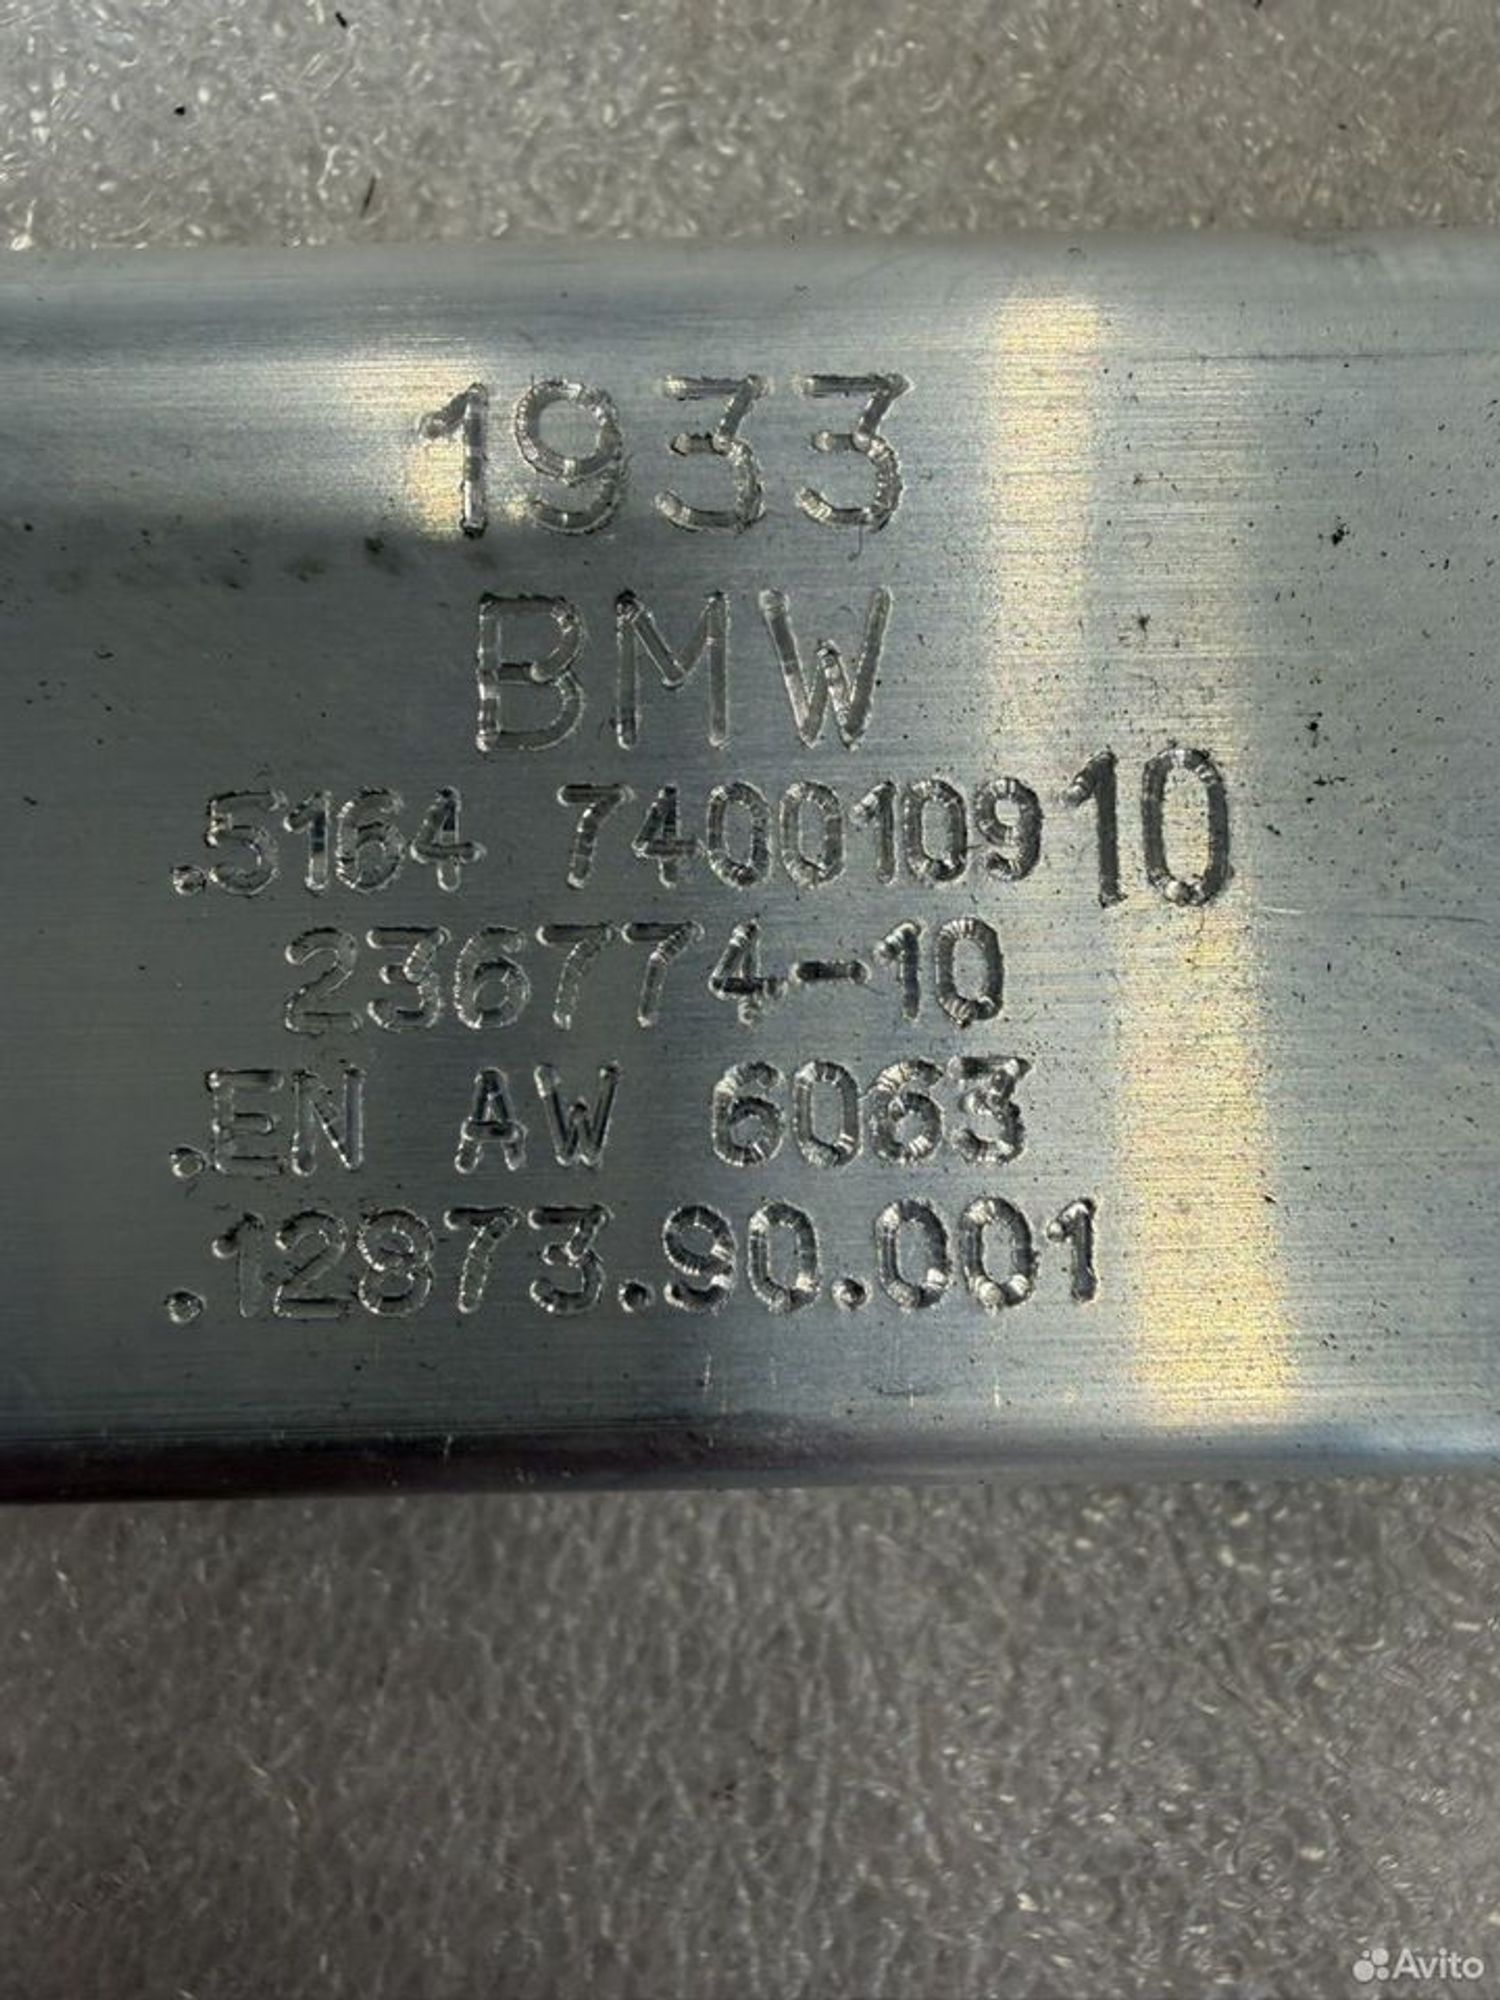 1933
BMW
.5164 740010910
236774-10
.EN AW 6063
.12873.90.001
Avito